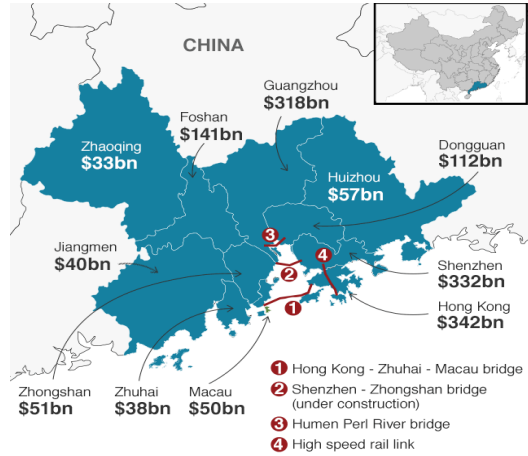 CHINA
Guangzhou
$318bn
Foshan
$141bn
Zhaoqing
$33bn
Dongguan
$112bn
Huizhou
$57bn
Jiangmen
$40bn
3
4
2
1
Shenzhen
$332bn
Hong Kong
$342bn
Zhongshan
$51bn
Zhuhai
$38bn
Macau
$50bn
1 Hong Kong - Zhuhai - Macau bridge
2 Shenzhen - Zhongshan bridge
(under construction)
3 Humen Perl River bridge
4 High speed rail link